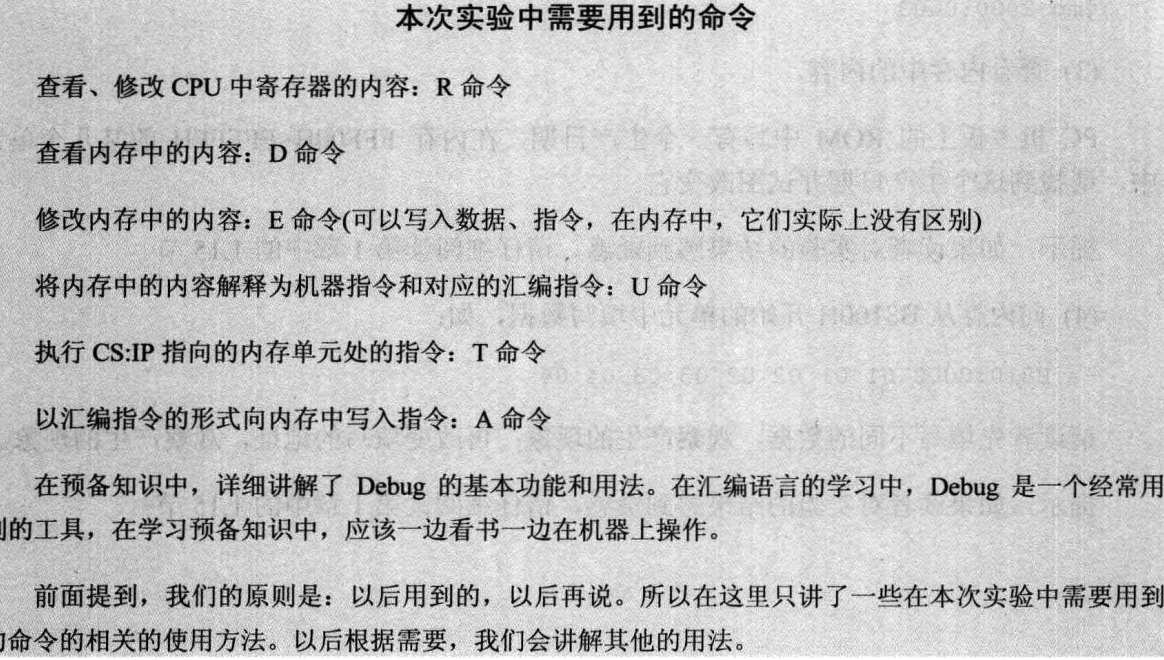 本次实验中需要用到的命令
查看、修改 CPU 中寄存器的内容：R 命令
查看内存中的内容：D 命令
修改内存中的内容：E 命令(可以写入数据、指令，在内存中，它们实际上没有区别)
将内存中的内容解释为机器指令和对应的汇编指令：U 命令
执行 CS:IP 指向的内存单元处的指令：T 命令
以汇编指令的形式向内存中写入指令：A 命令
在预备知识中，详细讲解了 Debug 的基本功能和用法。在汇编语言的学习中，Debug 是一个经常用
的工具，在学习预备知识中，应该一边看书一边在机器上操作。
前面提到，我们的原则是：以后用到的，以后再说。所以在这里只讲了一些在本次实验中需要用到
命令的相关的使用方法。以后根据需要，我们会讲解其他的用法。